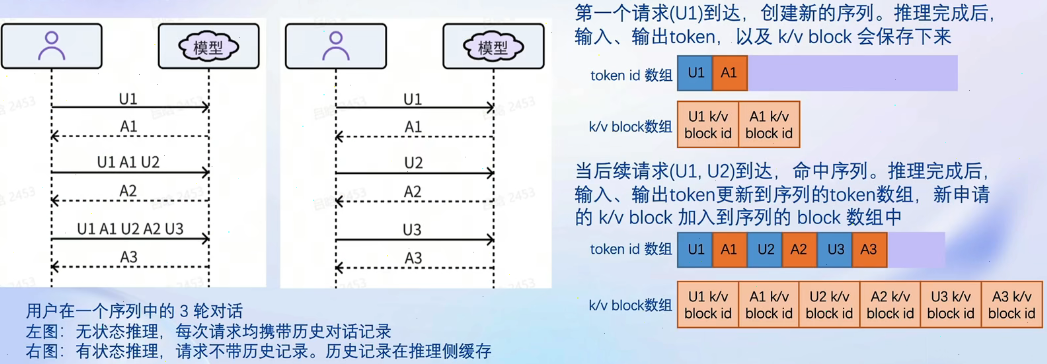 模型
模型
U1
A1
U1 A1 U2
A2
U1 A1 U2 A2 U3
A3
U1
A1
U2
A2
U3
A3
用户在一个序列中的 3 轮对话
左图：无状态推理，每次请求均携带历史对话记录
右图：有状态推理，请求不带历史记录。历史记录在推理侧缓存
第一个请求(U1)到达，创建新的序列。推理完成后，
输入、输出token，以及 k/v block 会保存下来
token id 数组
U1 A1
k/v block数组
U1 k/v block id
A1 k/v block id
当后续请求(U1, U2)到达，命中序列。推理完成后，
输入、输出token更新到序列的token数组，新申请
的 k/v block 加入到序列的 block 数组中
token id 数组
U1 A1 U2 A2 U3 A3
k/v block数组
U1 k/v block id
A1 k/v block id
U2 k/v block id
A2 k/v block id
U3 k/v block id
A3 k/v block id